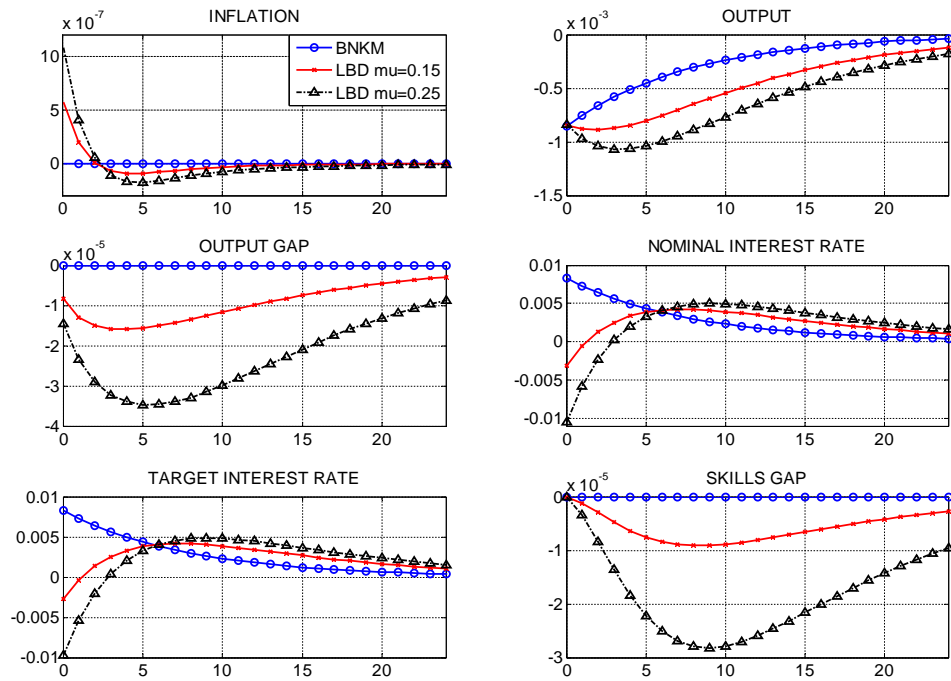 INFLATION
x 10^-7
10
5
0
0 5 10 15 20
BNKM
LBD mu=0.15
LBD mu=0.25
OUTPUT
x 10^-3
0
-0.5
-1
-1.5
0 5 10 15 20
OUTPUT GAP
x 10^-5
0
-1
-2
-3
-4
0 5 10 15 20
NOMINAL INTEREST RATE
0.01
0.005
0
-0.005
-0.01
0 5 10 15 20
TARGET INTEREST RATE
0.01
0.005
0
-0.005
-0.01
0 5 10 15 20
SKILLS GAP
x 10^-5
0
-1
-2
-3
0 5 10 15 20